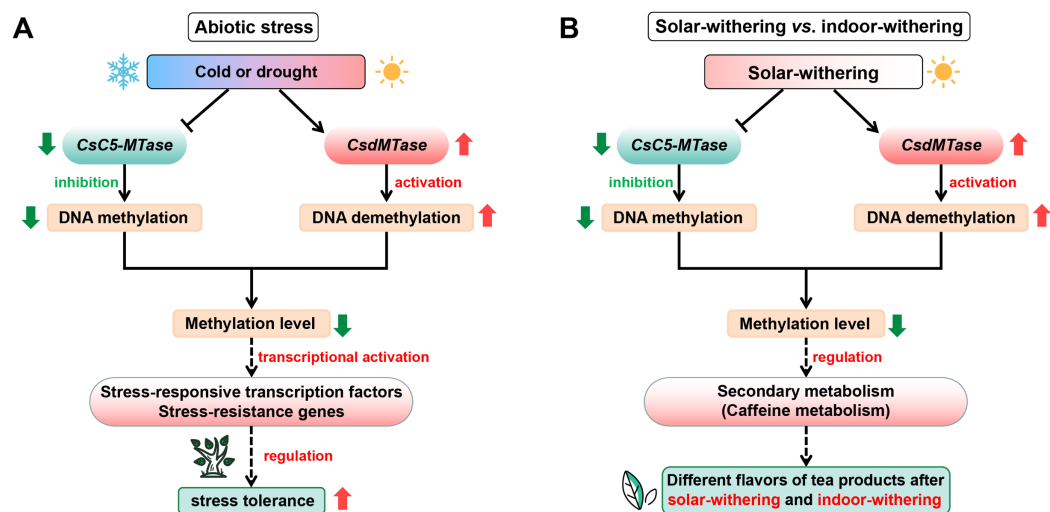 A
Abiotic stress
Cold or drought
CsC5-MTase
CsdMTase
inhibition
activation
DNA methylation
DNA demethylation
Methylation level
transcriptional activation
Stress-responsive transcription factors
Stress-resistance genes
regulation
stress tolerance
B
Solar-withering vs. indoor-withering
Solar-withering
CsC5-MTase
CsdMTase
inhibition
activation
DNA methylation
DNA demethylation
Methylation level
regulation
Secondary metabolism
(Caffeine metabolism)
Different flavors of tea products after
solar-withering and indoor-withering